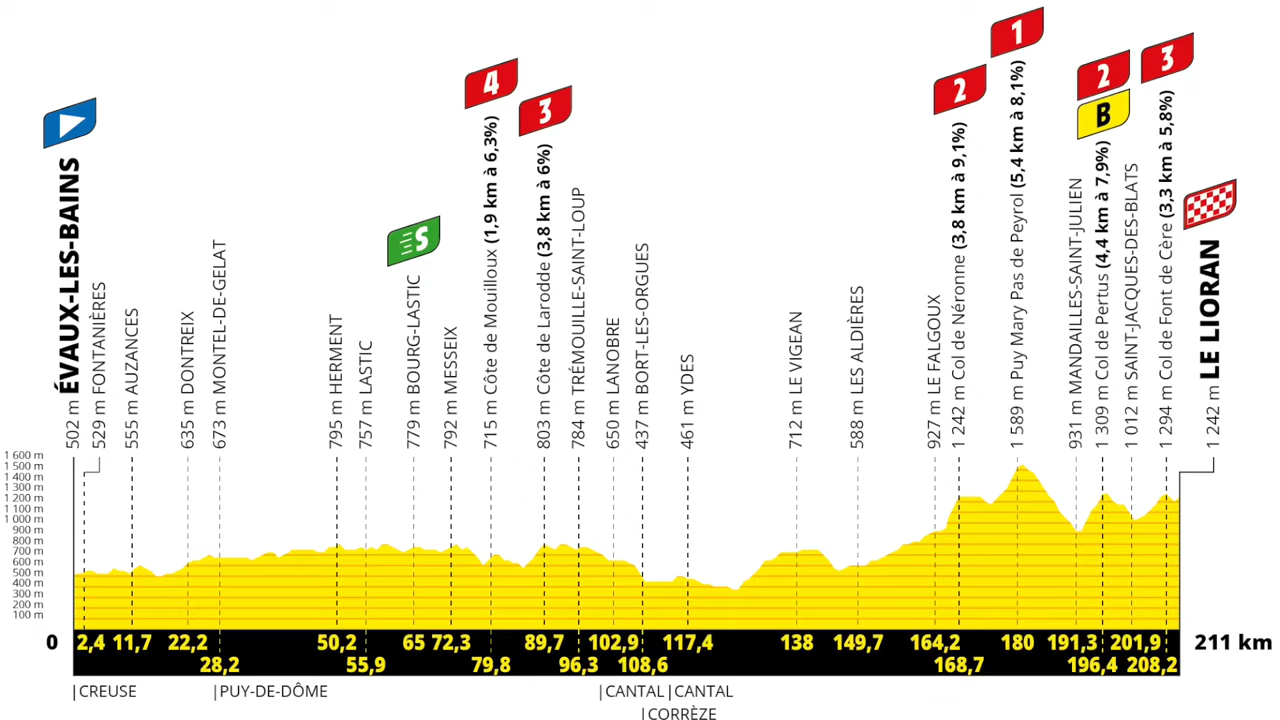 ÉVAUX-LES-BAINS
502 m
529 m FONTANIÈRES
555 m AUZANCES
635 m DONTREIX
673 m MONTEL-DE-GELAT
795 m HERMENT
757 m LASTIC
S
779 m BOURG-LASTIC
792 m MESSEIX
4
715 m Côte de Mouilloux (1,9 km à 6,3%)
3
803 m Côte de Larodde (3,8 km à 6%)
784 m TRÉMOUILLE-SAINT-LOUP
650 m LANOBRE
437 m BORT-LES-ORGUES
461 m YDES
712 m LE VIGEAN
588 m LES ALDIÈRES
927 m LE FALGOUX
2
1 242 m Col de Néronne (3,8 km à 9,1%)
1
1 589 m Puy Mary Pas de Peyrol (5,4 km à 8,1%)
931 m MANDAILLES-SAINT-JULIEN
2
B
1 309 m Col de Pertus (4,4 km à 7,9%)
1 012 m SAINT-JACQUES-DES-BLATS
3
1 294 m Col de Font de Cère (3,3 km à 5,8%)
LE LIORAN
1 242 m
1 600 m
1 500 m
1 400 m
1 300 m
1 200 m
1 100 m
1 000 m
900 m
800 m
700 m
600 m
500 m
400 m
300 m
200 m
100 m
0 2,4 11,7 22,2 50,2 65 72,3 89,7 102,9 117,4 138 149,7 164,2 180 191,3 201,9 211 km
28,2 55,9 79,8 96,3 108,6 168,7 196,4 208,2
|CREUSE |PUY-DE-DÔME |CANTAL |CANTAL
|CORRÈZE